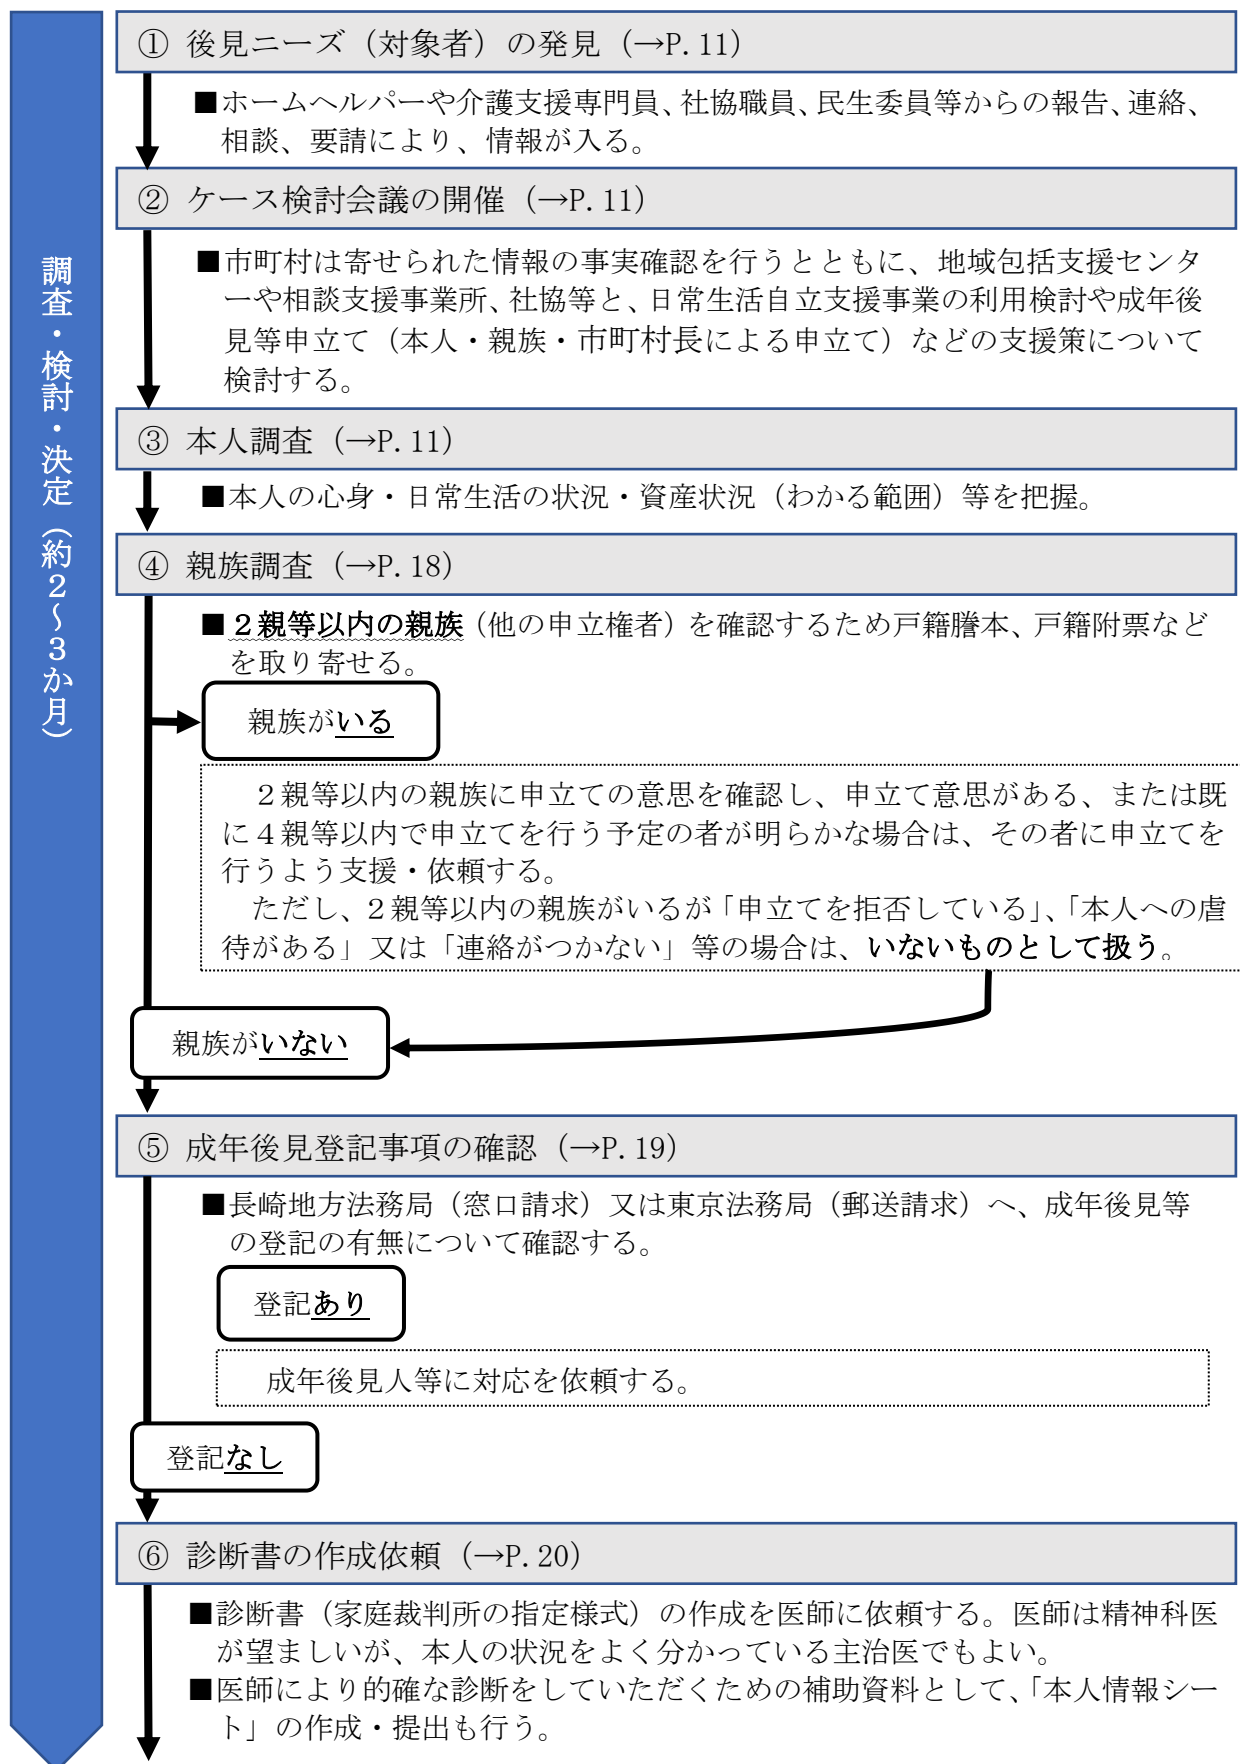 調査・検討・決定（約２～３か月）
① 後見ニーズ（対象者）の発見（→P.11）
■ホームヘルパーや介護支援専門員、社協職員、民生委員等からの報告、連絡、
相談、要請により、情報が入る。
② ケース検討会議の開催（→P.11）
■市町村は寄せられた情報の事実確認を行うとともに、地域包括支援センタ
ーや相談支援事業所、社協等と、日常生活自立支援事業の利用検討や成年後
見等申立て（本人・親族・市町村長による申立て）などの支援策について
検討する。
③ 本人調査（→P.11）
■本人の心身・日常生活の状況・資産状況（わかる範囲）等を把握。
④ 親族調査（→P.18）
■２親等以内の親族（他の申立権者）を確認するため戸籍謄本、戸籍附票など
を取り寄せる。
親族がいる
２親等以内の親族に申立ての意思を確認し、申立て意思がある、または既
に４親等以内で申立てを行う予定の者が明らかな場合は、その者に申立てを
行うよう支援・依頼する。
ただし、２親等以内の親族がいるが「申立てを拒否している」、「本人への虐
待がある」又は「連絡がつかない」等の場合は、いないものとして扱う。
親族がいない
⑤ 成年後見登記事項の確認（→P.19）
■長崎地方法務局（窓口請求）又は東京法務局（郵送請求）へ、成年後見等
の登記の有無について確認する。
登記あり
成年後見人等に対応を依頼する。
登記なし
⑥ 診断書の作成依頼（→P.20）
■診断書（家庭裁判所の指定様式）の作成を医師に依頼する。医師は精神科医
が望ましいが、本人の状況をよく分かっている主治医でもよい。
■医師により的確な診断をしていただくための補助資料として、「本人情報シー
ト」の作成・提出も行う。